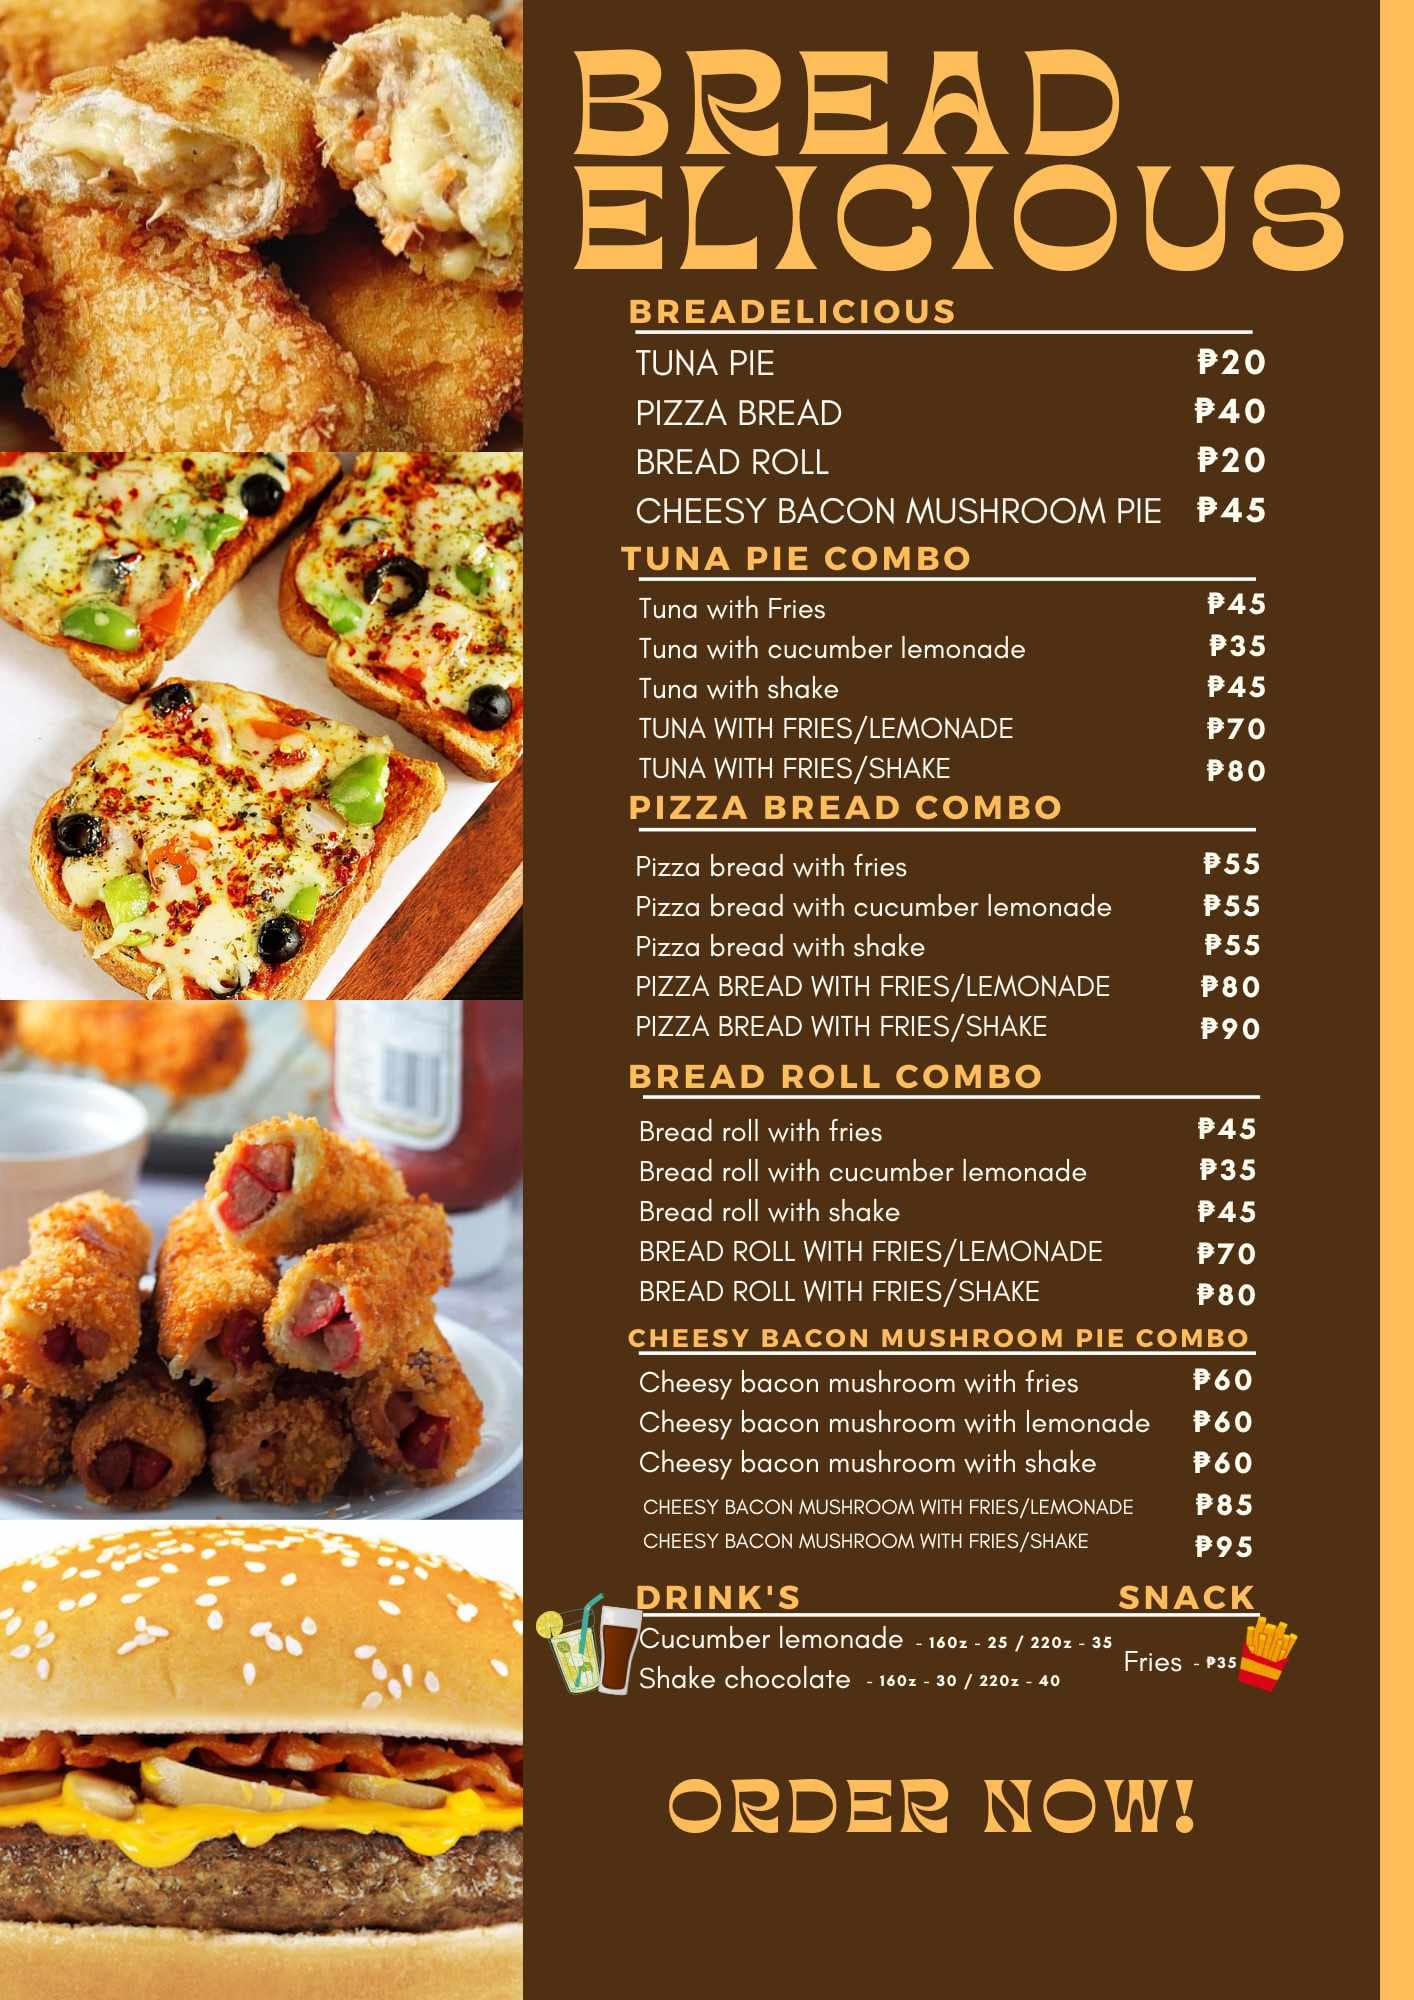 BREAD
ELICIOUS
BREADELICIOUS
TUNA PIE ₱20
PIZZA BREAD ₱40
BREAD ROLL ₱20
CHEESY BACON MUSHROOM PIE ₱45
TUNA PIE COMBO
Tuna with Fries ₱45
Tuna with cucumber lemonade ₱35
Tuna with shake ₱45
TUNA WITH FRIES/LEMONADE ₱70
TUNA WITH FRIES/SHAKE ₱80
PIZZA BREAD COMBO
Pizza bread with fries ₱55
Pizza bread with cucumber lemonade ₱55
Pizza bread with shake ₱55
PIZZA BREAD WITH FRIES/LEMONADE ₱80
PIZZA BREAD WITH FRIES/SHAKE ₱90
BREAD ROLL COMBO
Bread roll with fries ₱45
Bread roll with cucumber lemonade ₱35
Bread roll with shake ₱45
BREAD ROLL WITH FRIES/LEMONADE ₱70
BREAD ROLL WITH FRIES/SHAKE ₱80
CHEESY BACON MUSHROOM PIE COMBO
Cheesy bacon mushroom with fries ₱60
Cheesy bacon mushroom with lemonade ₱60
Cheesy bacon mushroom with shake ₱60
CHEESY BACON MUSHROOM WITH FRIES/LEMONADE ₱85
CHEESY BACON MUSHROOM WITH FRIES/SHAKE ₱95
DRINK'S SNACK
Cucumber lemonade - 16oz - 25 / 22oz - 35
Fries - ₱35
Shake chocolate - 16oz - 30 / 22oz - 40
ORDER NOW!